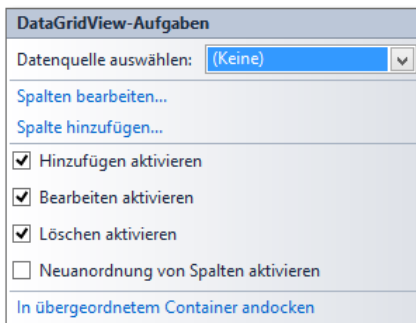 DataGridView-Aufgaben
Datenquelle auswählen: (Keine)
Spalten bearbeiten...
Spalte hinzufügen...
Hinzufügen aktivieren
Bearbeiten aktivieren
Löschen aktivieren
Neuanordnung von Spalten aktivieren
In übergeordnetem Container andocken